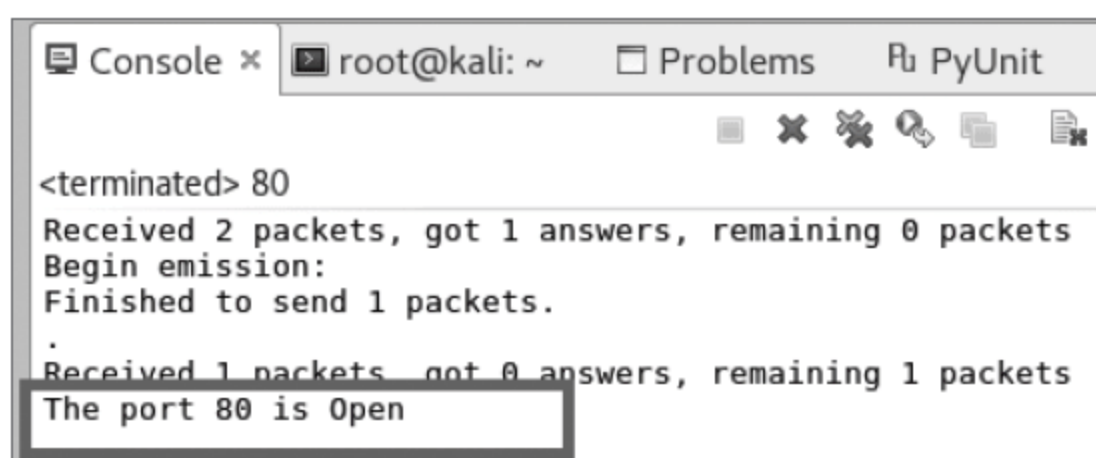 Console root@kali: ~ Problems PyUnit
<terminated> 80
Received 2 packets, got 1 answers, remaining 0 packets
Begin emission:
Finished to send 1 packets.
.
Received 1 packets, got 0 answers, remaining 1 packets
The port 80 is Open